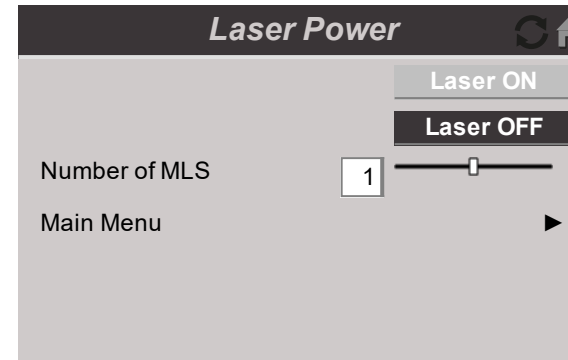 Laser Power
Laser ON
Laser OFF
Number of MLS 1
Main Menu